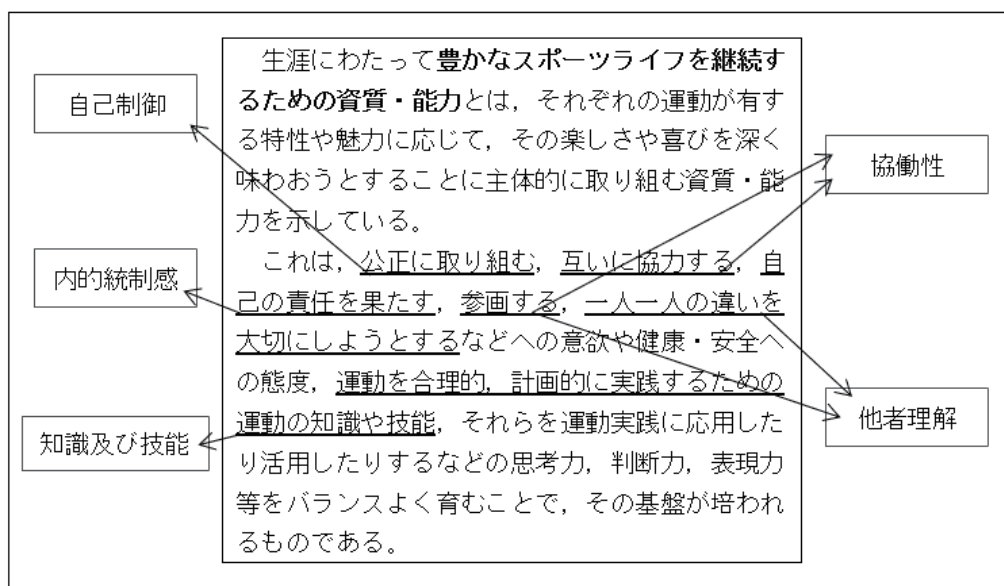 自己制御
内的統制感
知識及び技能
生涯にわたって豊かなスポーツライフを継続す
るための資質・能力とは，それぞれの運動が有す
る特性や魅力に応じて，その楽しさや喜びを深く
味わおうとすることに主体的に取り組む資質・能
力を示している。
これは，公正に取り組む，互いに協力する，自
己の責任を果たす，参画する，一人一人の違いを
大切にしようとするなどへの意欲や健康・安全へ
の態度，運動を合理的，計画的に実践するための
運動の知識や技能，それらを運動実践に応用した
り活用したりするなどの思考力，判断力，表現力
等をバランスよく育むことで，その基盤が培われ
るものである。
協働性
他者理解